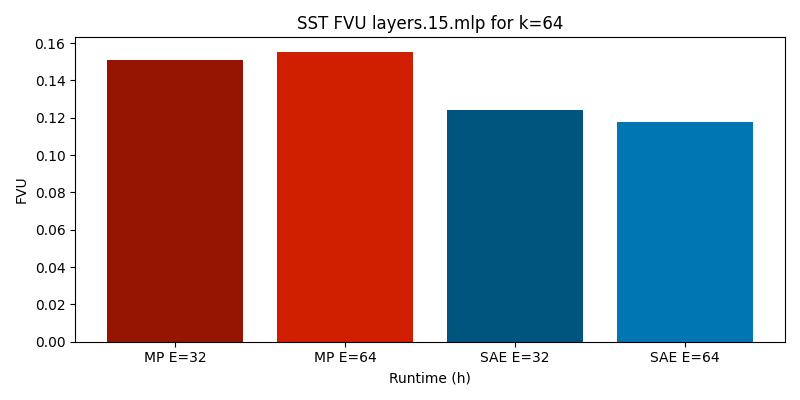 SST FVU layers.15.mlp for k=64
0.16
0.14
0.12
0.10
0.08
0.06
0.04
0.02
0.00
FVU
MP E=32
MP E=64
SAE E=32
SAE E=64
Runtime (h)